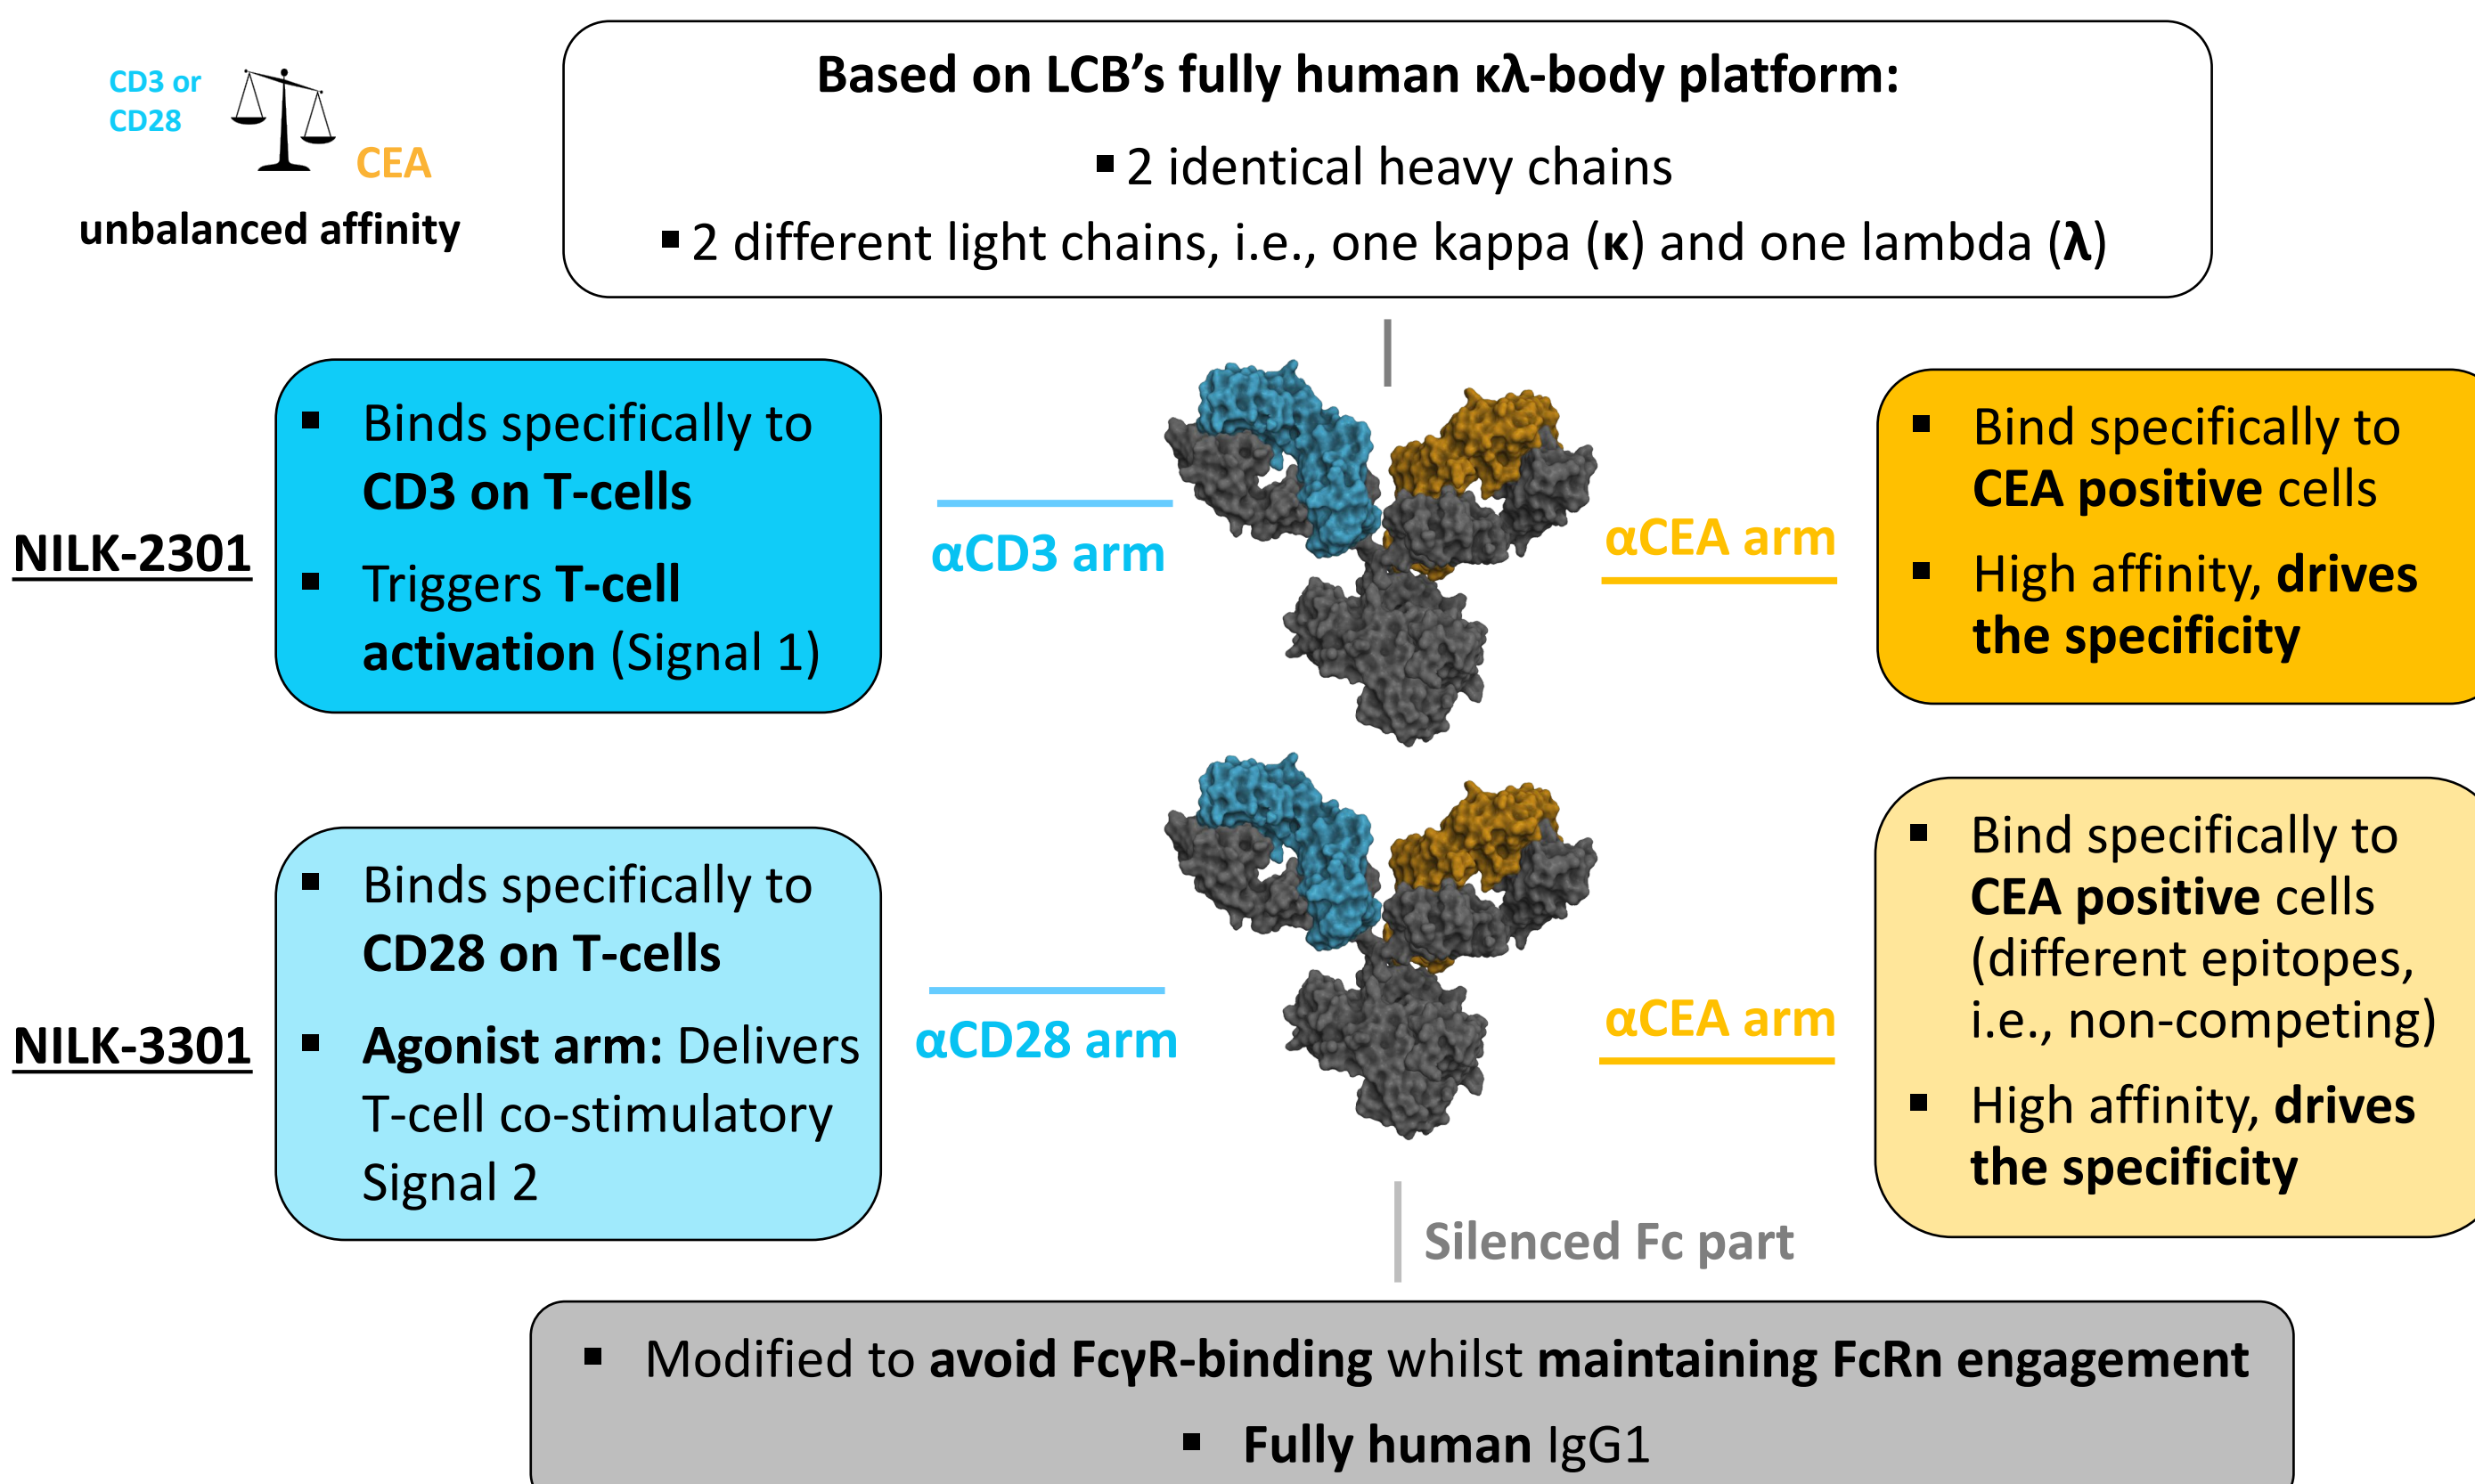 CD3 or
CD28
CEA
unbalanced affinity
Based on LCB’s fully human κλ-body platform:
▪ 2 identical heavy chains
▪ 2 different light chains, i.e., one kappa (κ) and one lambda (λ)
NILK-2301
▪ Binds specifically to
CD3 on T-cells
▪ Triggers T-cell
activation (Signal 1)
αCD3 arm
αCEA arm
▪ Bind specifically to
CEA positive cells
▪ High affinity, drives
the specificity
NILK-3301
▪ Binds specifically to
CD28 on T-cells
▪ Agonist arm: Delivers
T-cell co-stimulatory
Signal 2
αCD28 arm
αCEA arm
▪ Bind specifically to
CEA positive cells
(different epitopes,
i.e., non-competing)
▪ High affinity, drives
the specificity
Silenced Fc part
▪ Modified to avoid FcγR-binding whilst maintaining FcRn engagement
▪ Fully human IgG1